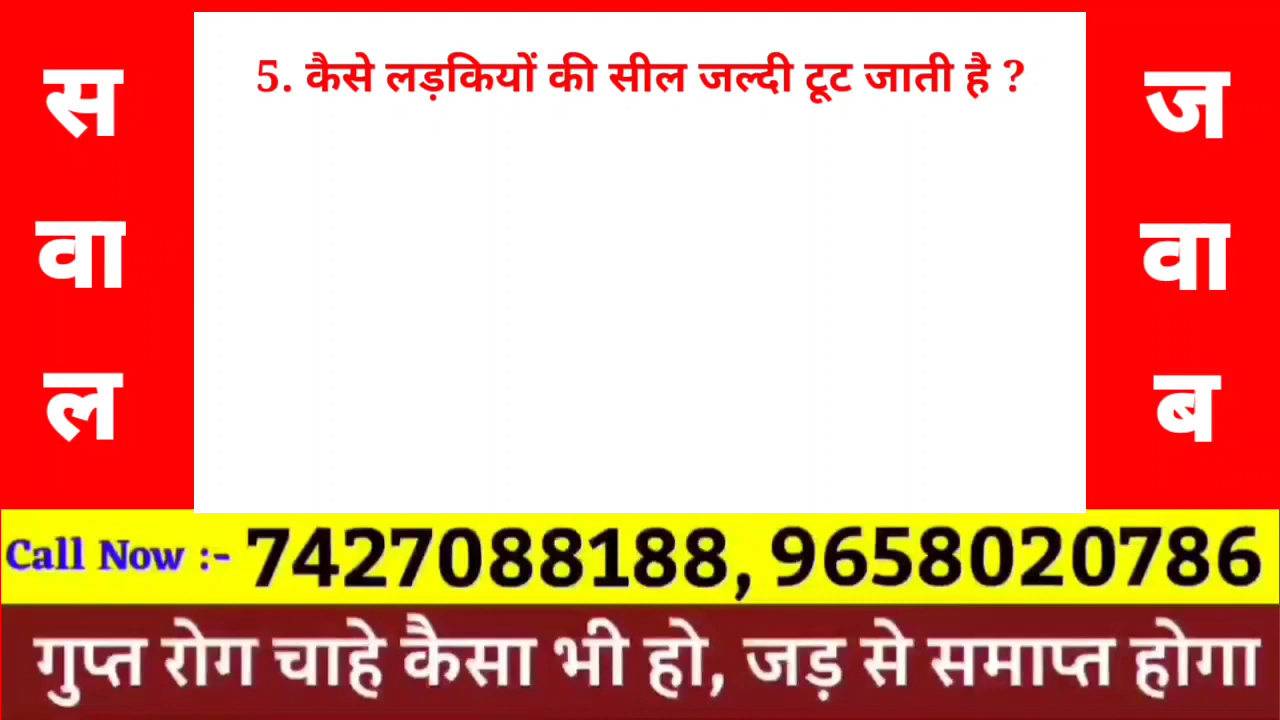 5. कैसे लड़कियों की सील जल्दी टूट जाती है ?
स
वा
ल
ज
वा
ब
Call Now :- 7427088188, 9658020786
गुप्त रोग चाहे कैसा भी हो, जड़ से समाप्त होगा